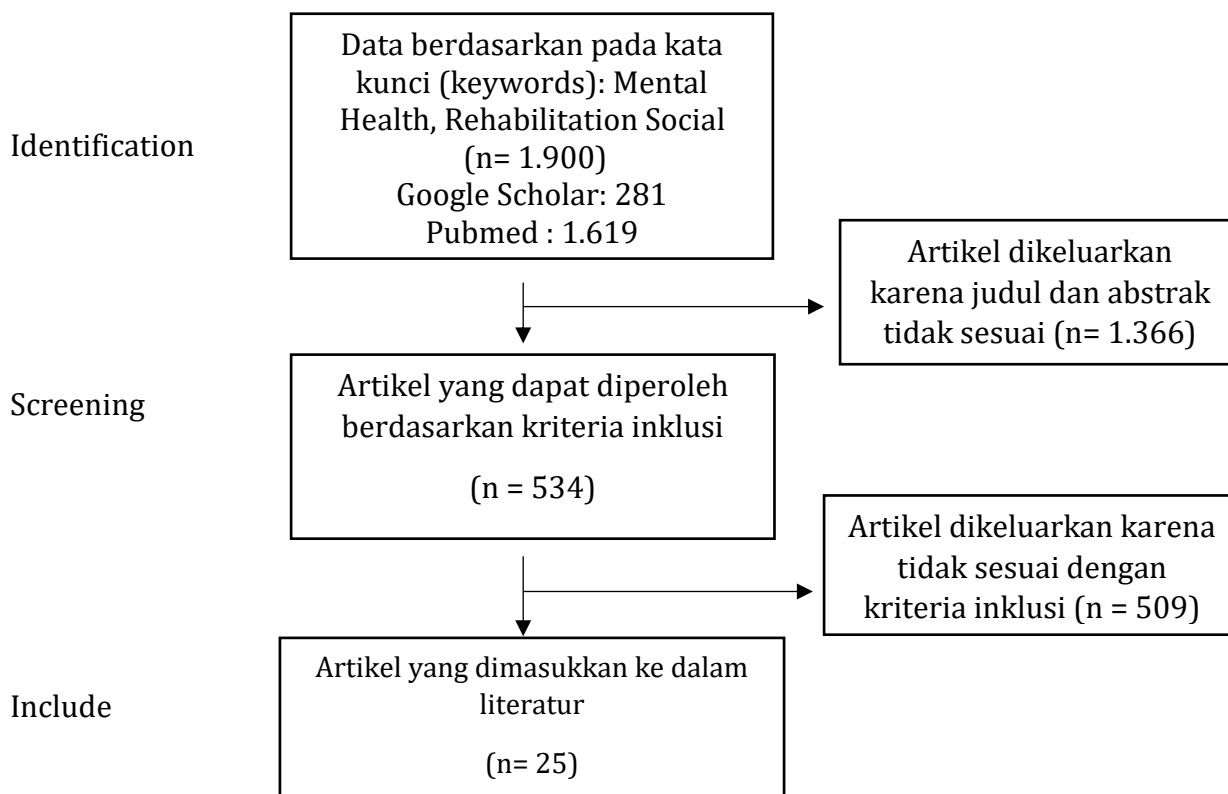 Data berdasarkan pada kata
kunci (keywords): Mental
Health, Rehabilitation Social
(n= 1.900)
Google Scholar: 281
Pubmed : 1.619
Identification
Artikel dikeluarkan
karena judul dan abstrak
tidak sesuai (n= 1.366)
Artikel yang dapat diperoleh
berdasarkan kriteria inklusi
(n = 534)
Screening
Artikel dikeluarkan karena
tidak sesuai dengan
kriteria inklusi (n = 509)
Artikel yang dimasukkan ke dalam
literatur
(n= 25)
Include